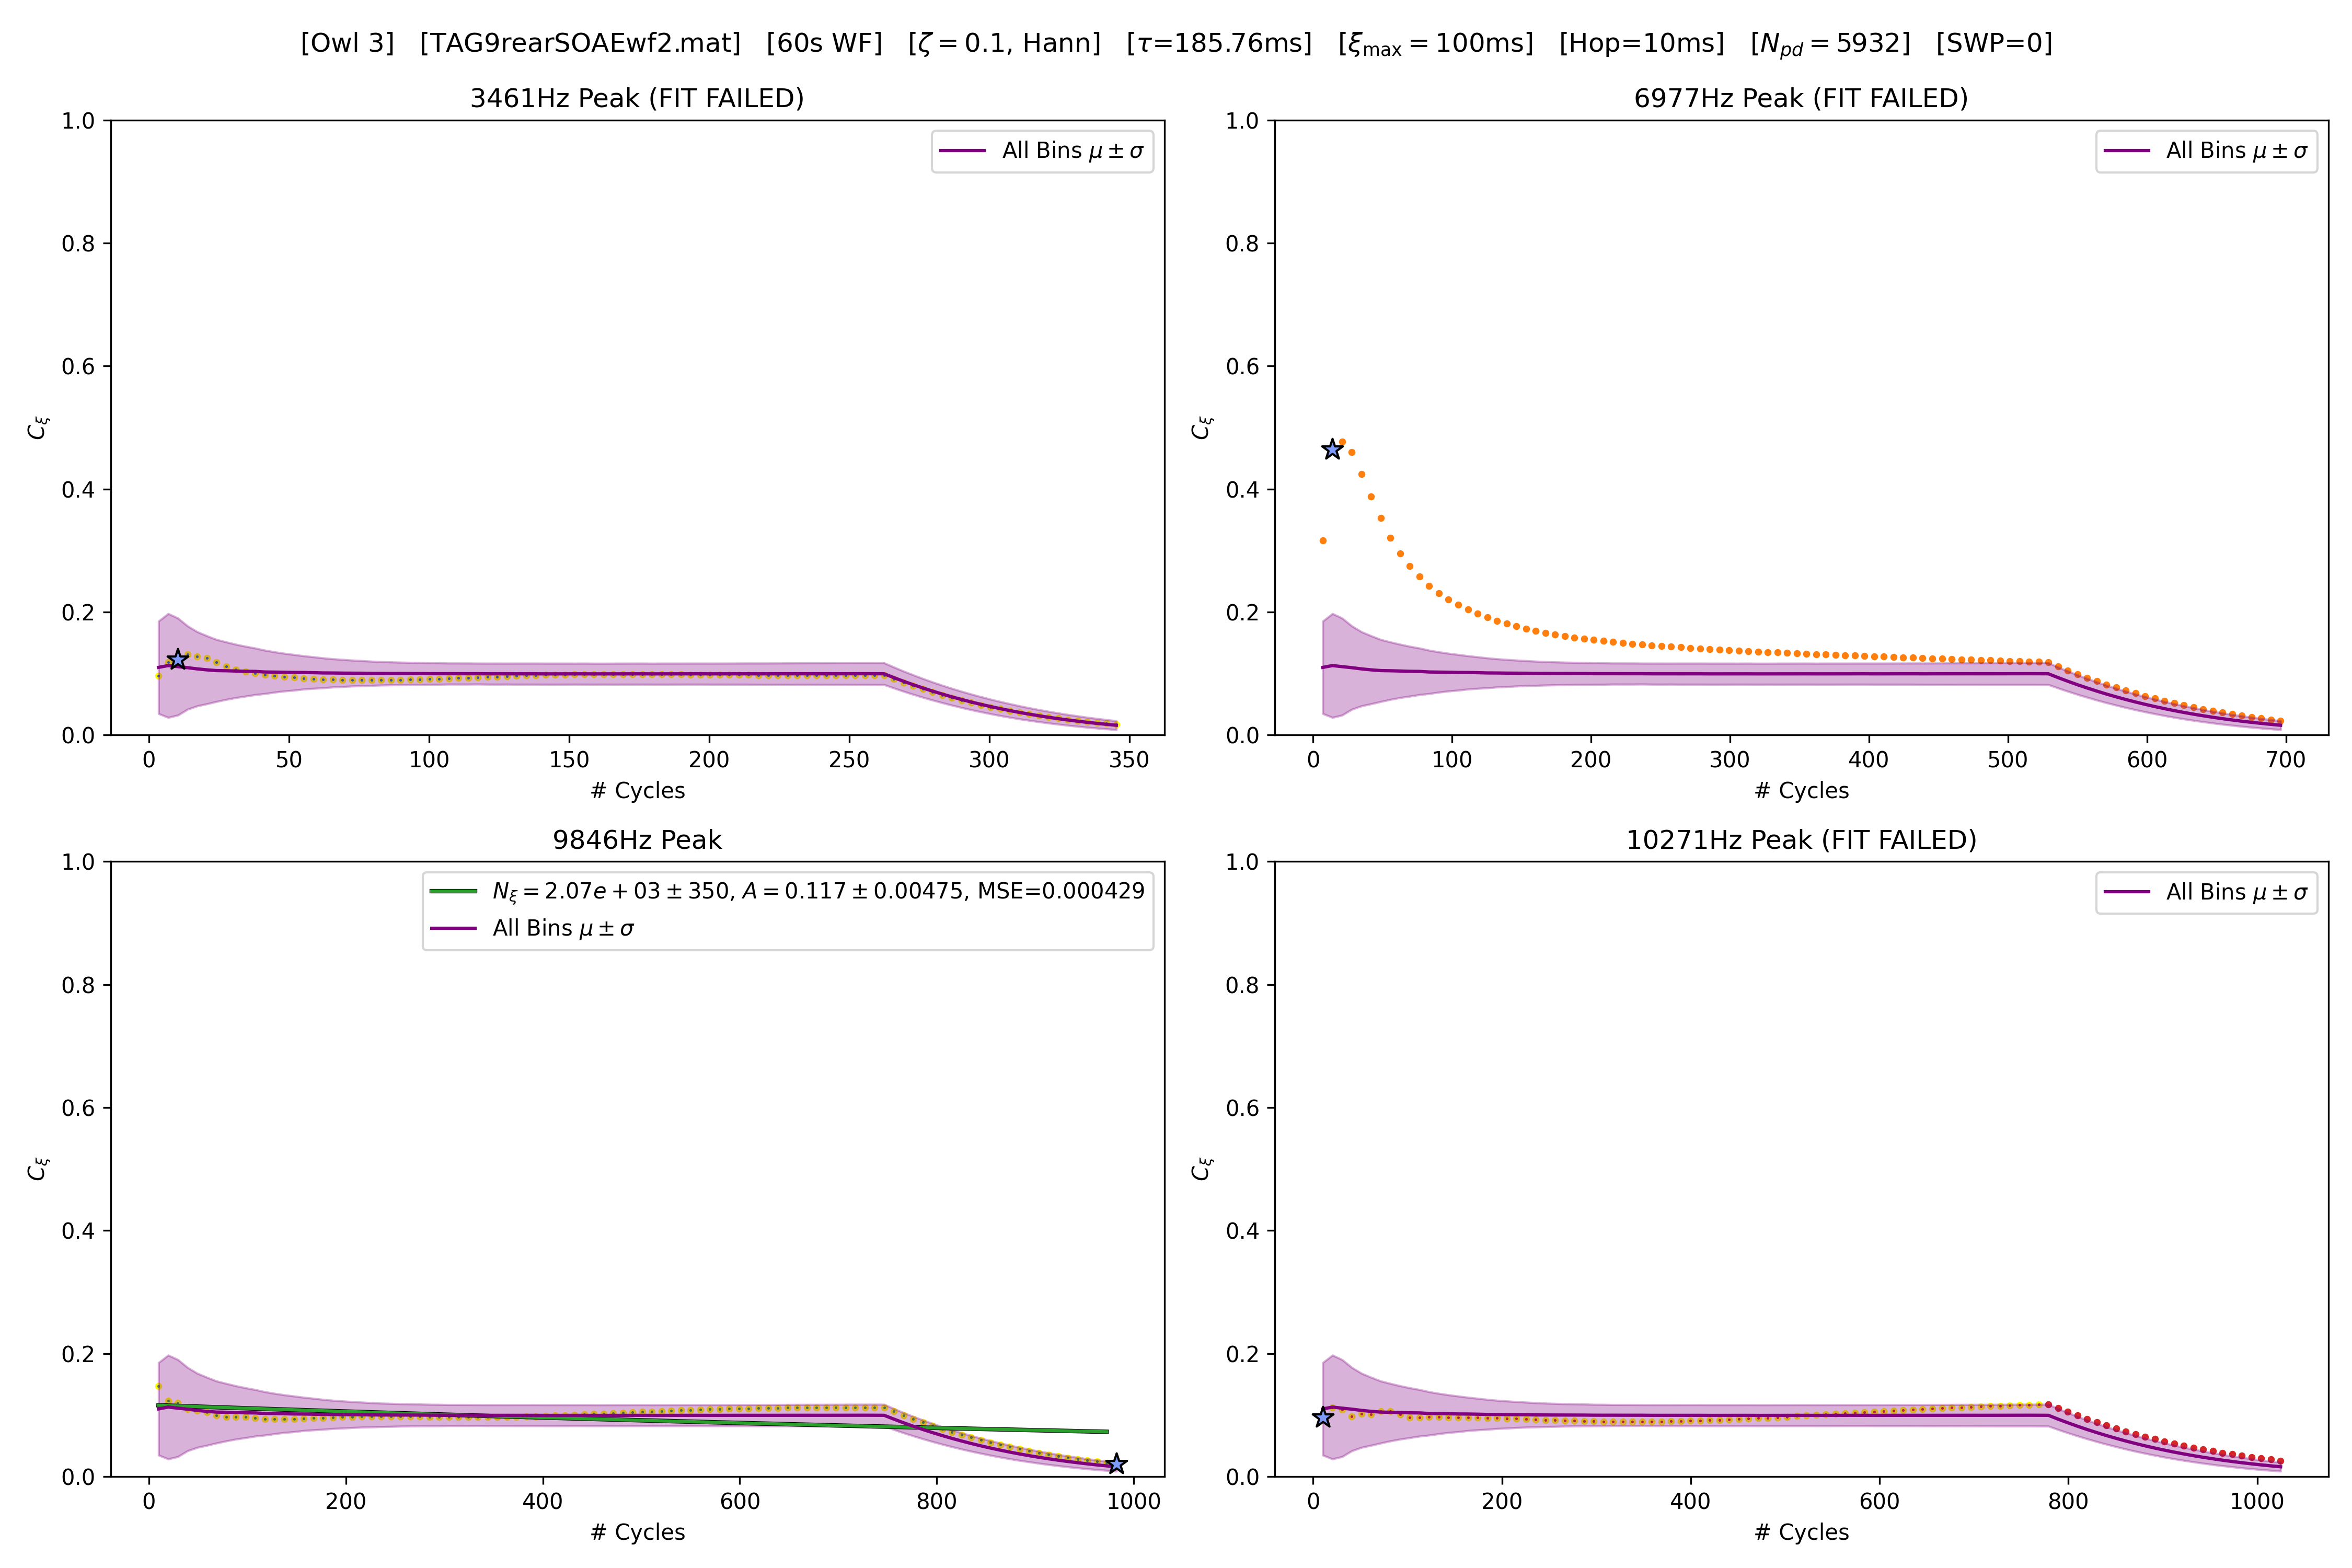 [Owl 3] [TAG9rearSOAEwf2.mat] [60s WF] [ζ = 0.1, Hann] [τ=185.76ms] [ξmax = 100ms] [Hop=10ms] [Npd = 5932] [SWP=0]
3461Hz Peak (FIT FAILED)
1.0
0.8
0.6
0.4
0.2
0.0
Cξ
All Bins μ ± σ
0 50 100 150 200 250 300 350
# Cycles
6977Hz Peak (FIT FAILED)
1.0
0.8
0.6
0.4
0.2
0.0
Cξ
All Bins μ ± σ
0 100 200 300 400 500 600 700
# Cycles
9846Hz Peak
1.0
0.8
0.6
0.4
0.2
0.0
Cξ
Nξ = 2.07e + 03 ± 350, A = 0.117 ± 0.00475, MSE=0.000429
All Bins μ ± σ
0 200 400 600 800 1000
# Cycles
10271Hz Peak (FIT FAILED)
1.0
0.8
0.6
0.4
0.2
0.0
Cξ
All Bins μ ± σ
0 200 400 600 800 1000
# Cycles